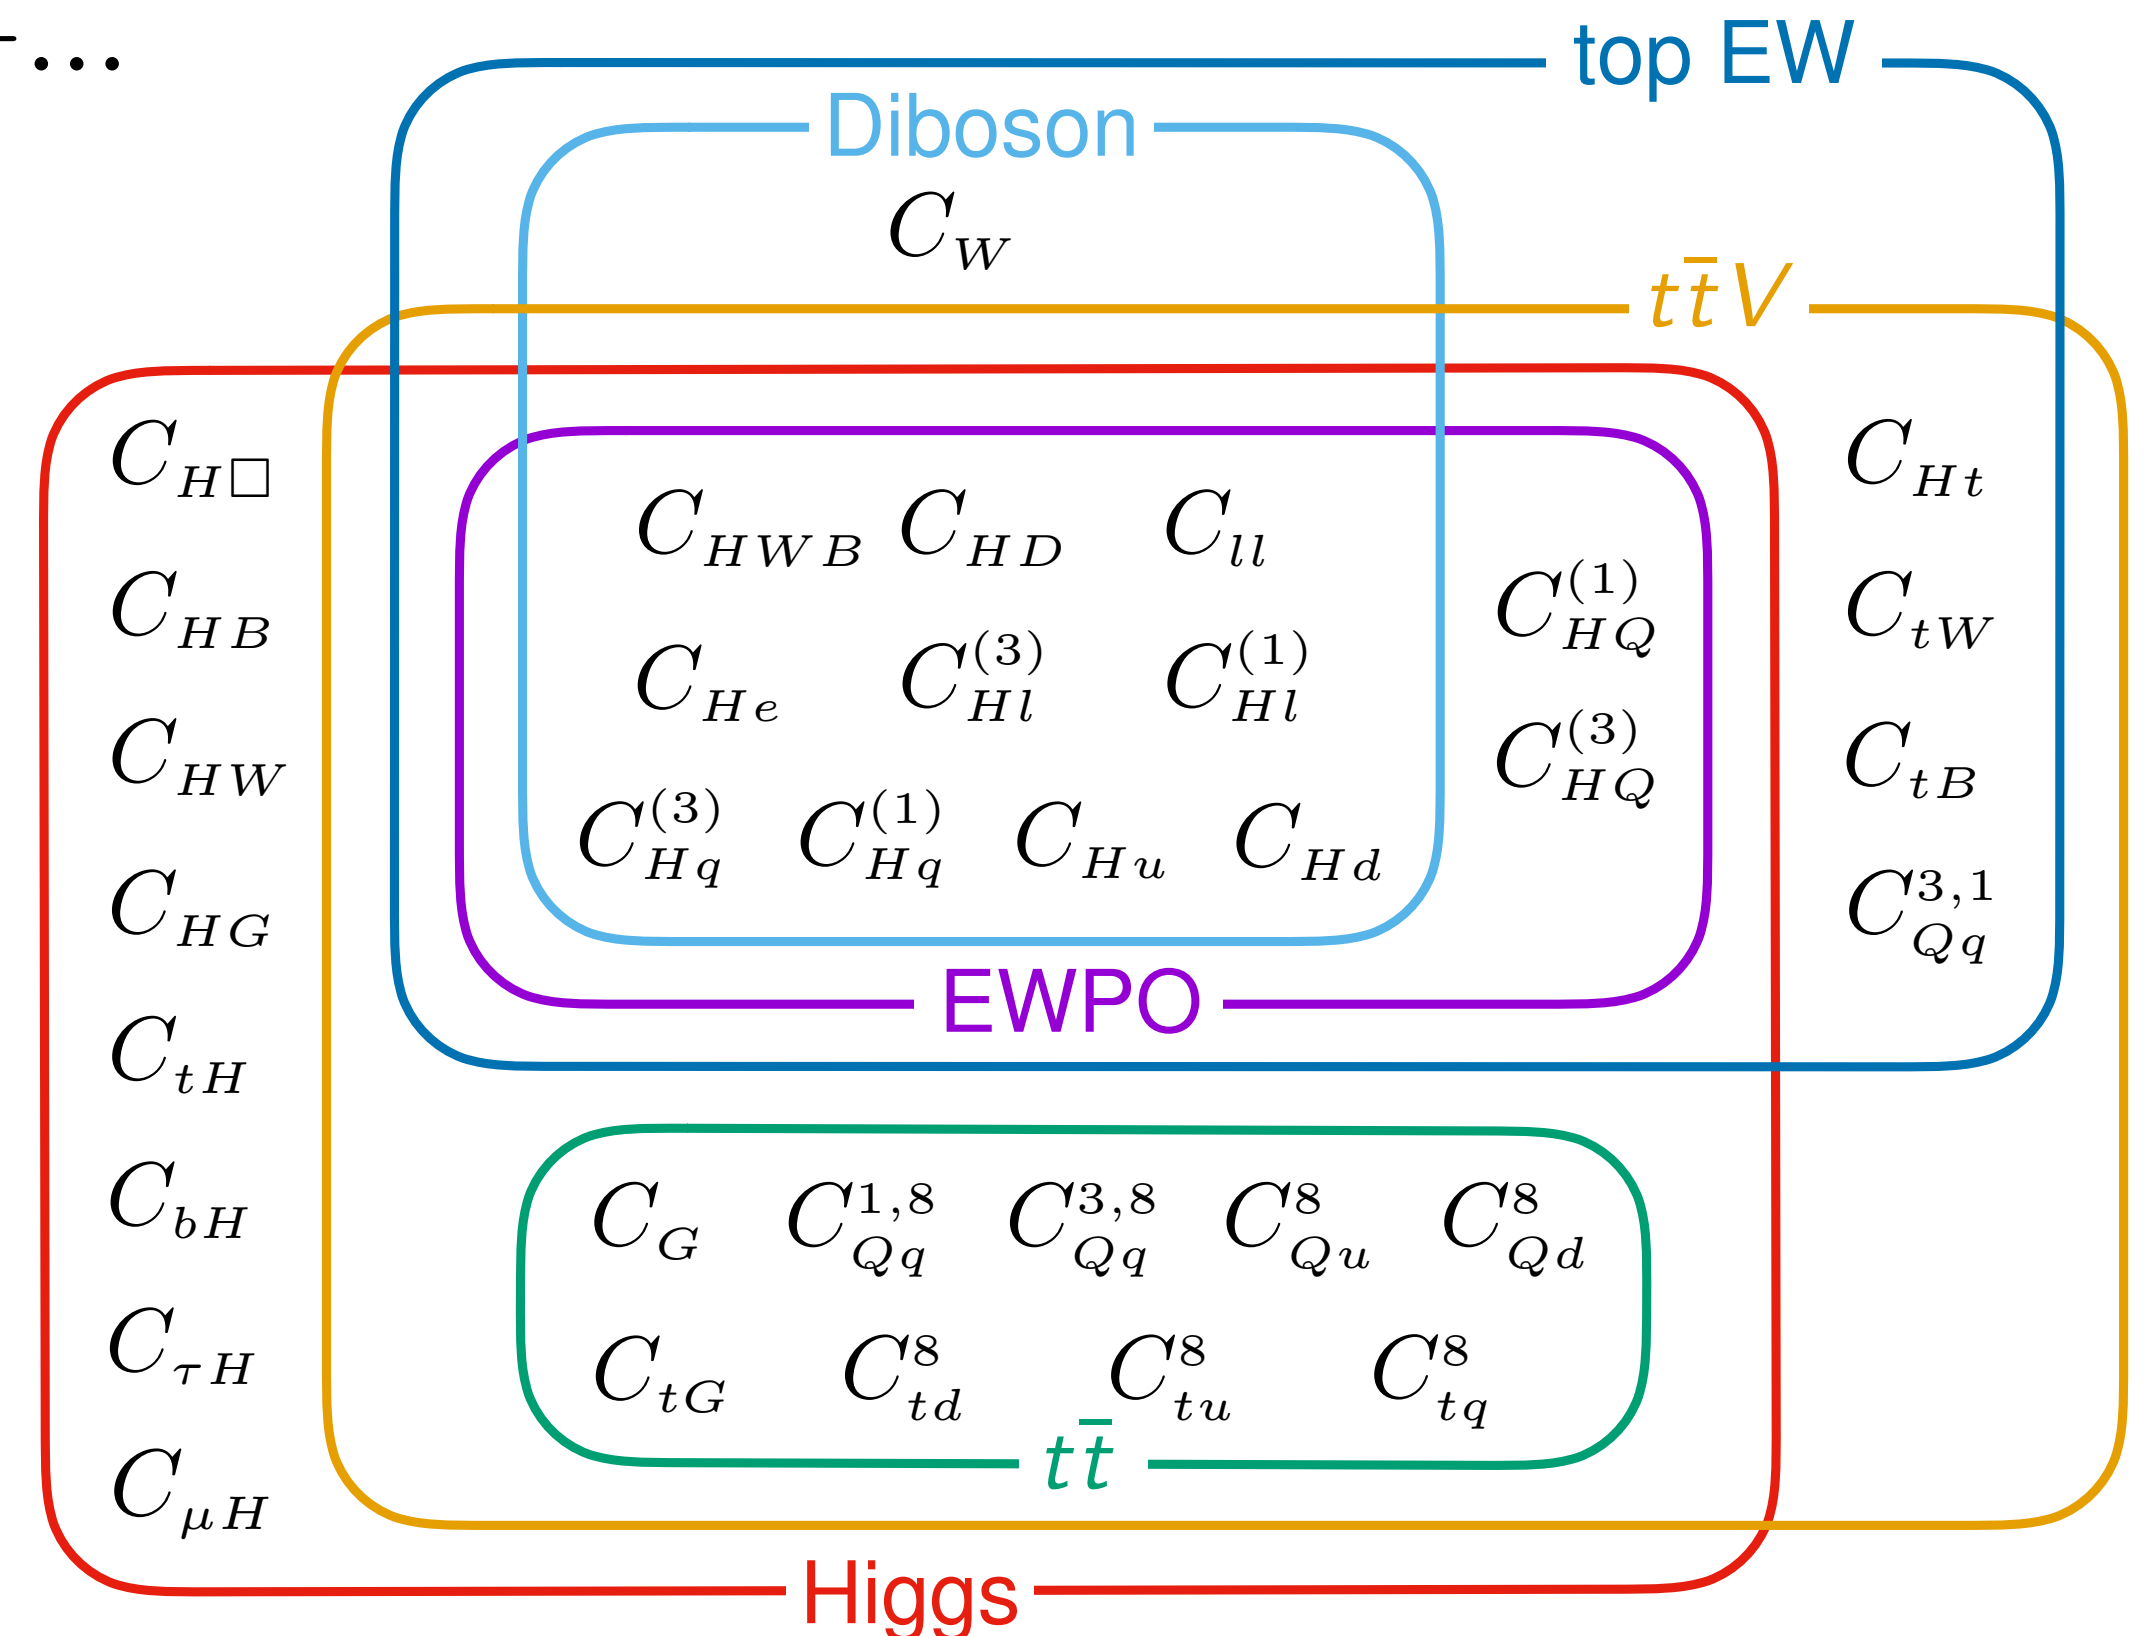 ...
top EW
Diboson
C_W
t\bar{t}V
C_{H□}
C_{HB}
C_{HW}
C_{HG}
C_{tH}
C_{bH}
C_{τH}
C_{μH}
C_{HWB} C_{HD} C_{ll}
C_{He} C_{Hl}^{(3)} C_{Hl}^{(1)}
C_{Hq}^{(3)} C_{Hq}^{(1)} C_{Hu} C_{Hd}
C_{HQ}^{(1)}
C_{HQ}^{(3)}
EWPO
C_{Ht}
C_{tW}
C_{tB}
C_{Qq}^{3,1}
C_G C_{Qq}^{1,8} C_{Qq}^{3,8} C_{Qu}^{8} C_{Qd}^{8}
C_{tG} C_{td}^{8} C_{tu}^{8} C_{tq}^{8}
t\bar{t}
Higgs